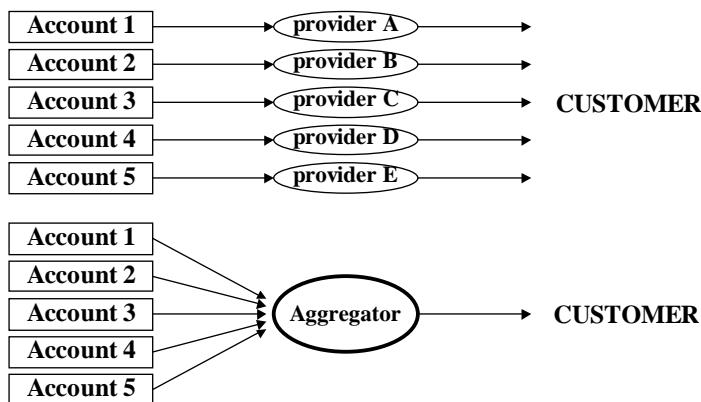 Account 1
provider A
Account 2
provider B
Account 3
provider C
CUSTOMER
Account 4
provider D
Account 5
provider E
Account 1
Account 2
Account 3
Aggregator
CUSTOMER
Account 4
Account 5